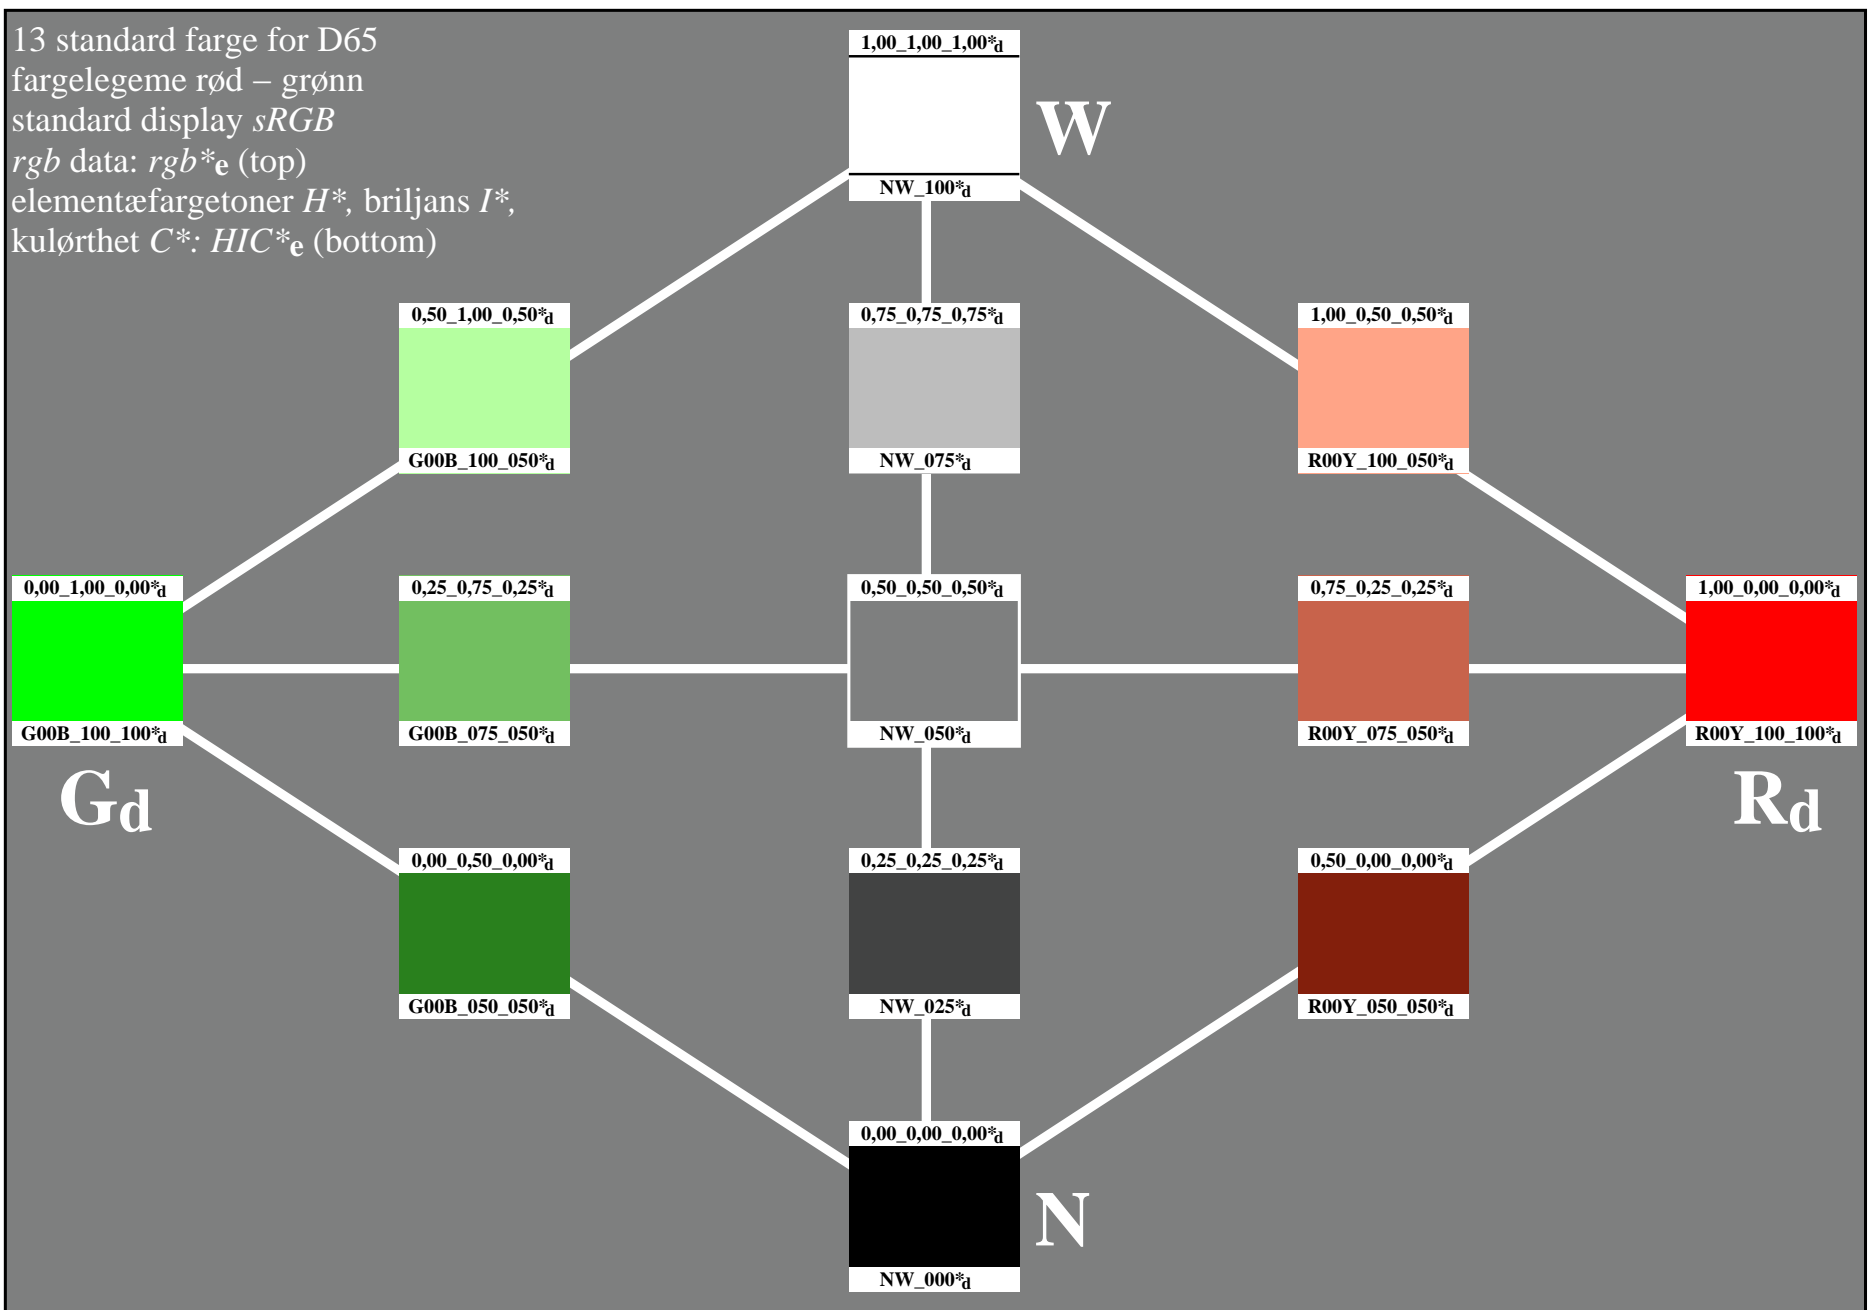 13 standard farge for D65
fargelegeme rød – grønn
standard display sRGB
rgb data: rgb*e (top)
elementæfargetoner H*, briljans I*,
kulørthet C*: HIC*e (bottom)
1,00_1,00_1,00*d
NW_100*d
W
0,50_1,00_0,50*d
G00B_100_050*d
0,75_0,75_0,75*d
NW_075*d
1,00_0,50_0,50*d
R00Y_100_050*d
0,00_1,00_0,00*d
G00B_100_100*d
Gd
0,25_0,75_0,25*d
G00B_075_050*d
0,50_0,50_0,50*d
NW_050*d
0,75_0,25_0,25*d
R00Y_075_050*d
1,00_0,00_0,00*d
R00Y_100_100*d
Rd
0,00_0,50_0,00*d
G00B_050_050*d
0,25_0,25_0,25*d
NW_025*d
0,50_0,00_0,00*d
R00Y_050_050*d
0,00_0,00_0,00*d
NW_000*d
N